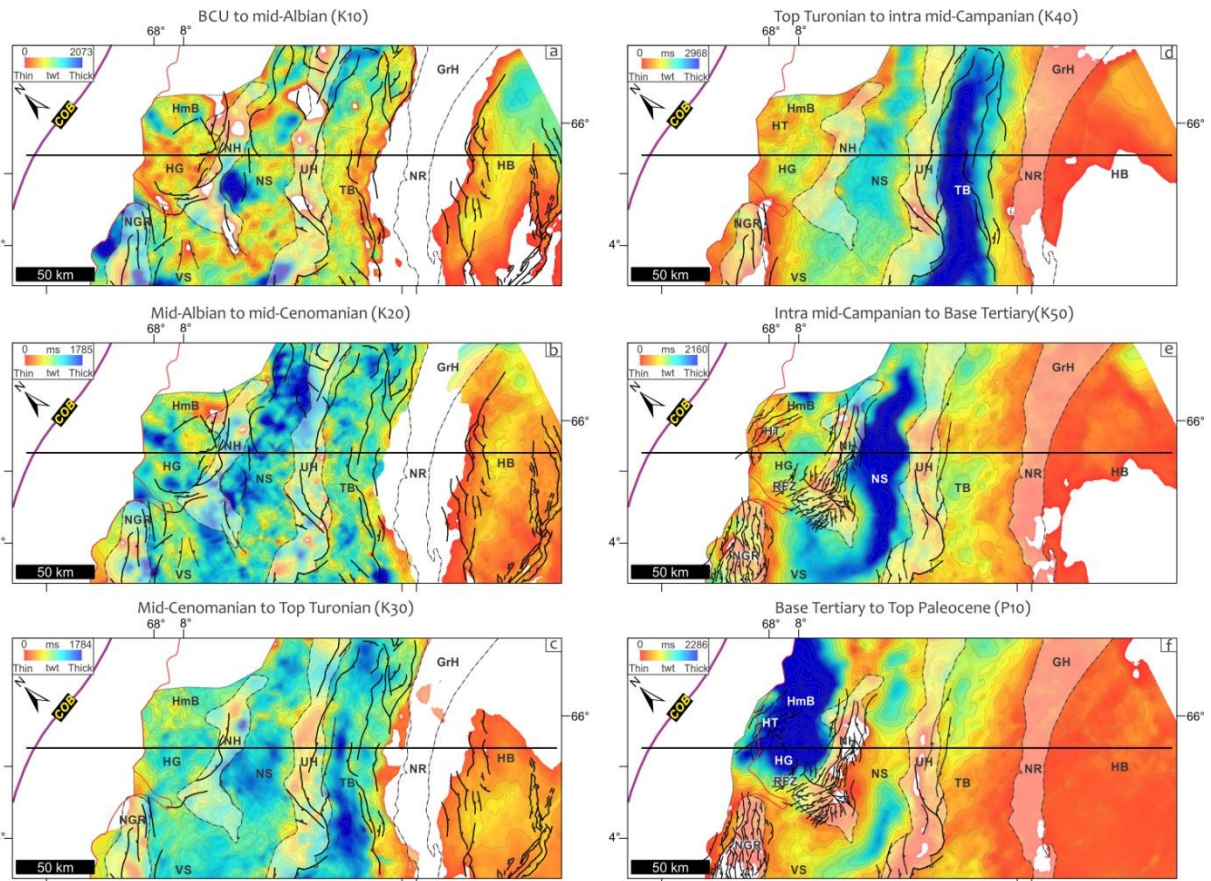 BCU to mid-Albian (K10)
68° 8°
0 2073
Thin twt Thick
a
N
COB
GrH
HmB
66°
NH
HG
UH
NS
TB
NR
HB
NGR
4°
50 km
VS
Mid-Albian to mid-Cenomanian (K20)
68° 8°
0 ms 1785
Thin twt Thick
b
N
COB
GrH
HmB
66°
NH
HG
UH
HB
NS
TB
NR
NGR
4°
50 km
VS
Mid-Cenomanian to Top Turonian (K30)
68° 8°
0 ms 1784
Thin twt Thick
c
N
COB
GrH
HmB
66°
NH
HG
UH
HB
NS
TB
NR
NGR
4°
50 km
VS
Top Turonian to intra mid-Campanian (K40)
68° 8°
0 ms 2968
Thin twt Thick
d
N
COB
GrH
HmB
HT
66°
NH
HG
UH
HB
NS
TB
NR
NGR
4°
50 km
VS
Intra mid-Campanian to Base Tertiary(K50)
68° 8°
0 ms 2160
Thin twt Thick
e
N
COB
GrH
HmB
HT
66°
NH
HG
UH
HB
RFZ
NS
TB
NR
NGR
4°
50 km
VS
Base Tertiary to Top Paleocene (P10)
68° 8°
0 ms 2286
Thin twt Thick
f
N
COB
GH
HmB
HT
66°
NH
HG
UH
HB
RFZ
NS
TB
NR
NGR
4°
50 km
VS